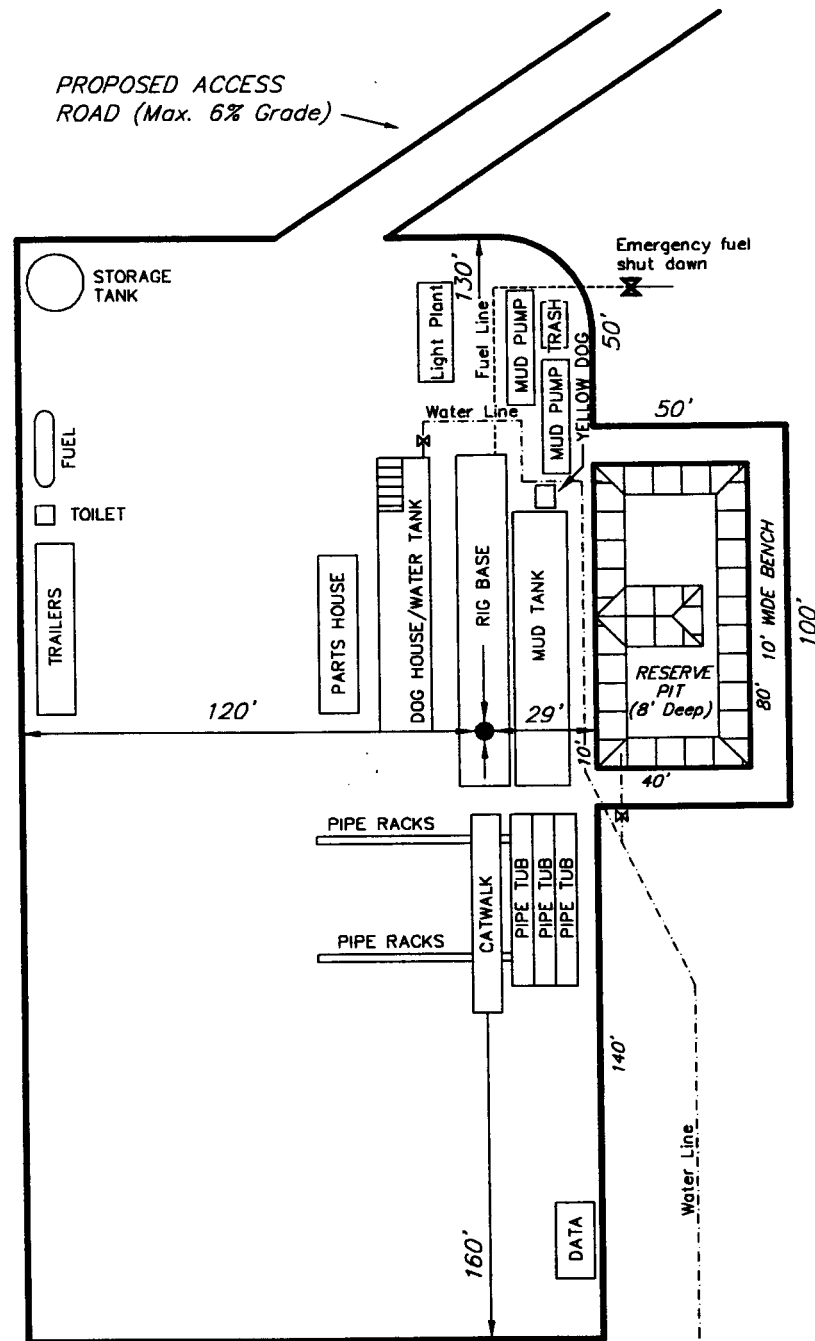 PROPOSED ACCESS
ROAD (Max. 6% Grade)
STORAGE
TANK
Emergency fuel
shut down
130'
Light Plant
Fuel Line
MUD PUMP
TRASH
50'
MUD PUMP
YELLOW DOG
50'
Water Line
FUEL
TOILET
TRAILERS
PARTS HOUSE
DOG HOUSE/WATER TANK
RIG BASE
MUD TANK
RESERVE
PIT
(8' Deep)
80'
10' WIDE BENCH
100'
120'
29'
10'
40'
PIPE RACKS
CATWALK
PIPE TUB
PIPE TUB
PIPE TUB
PIPE RACKS
140'
Water Line
160'
DATA